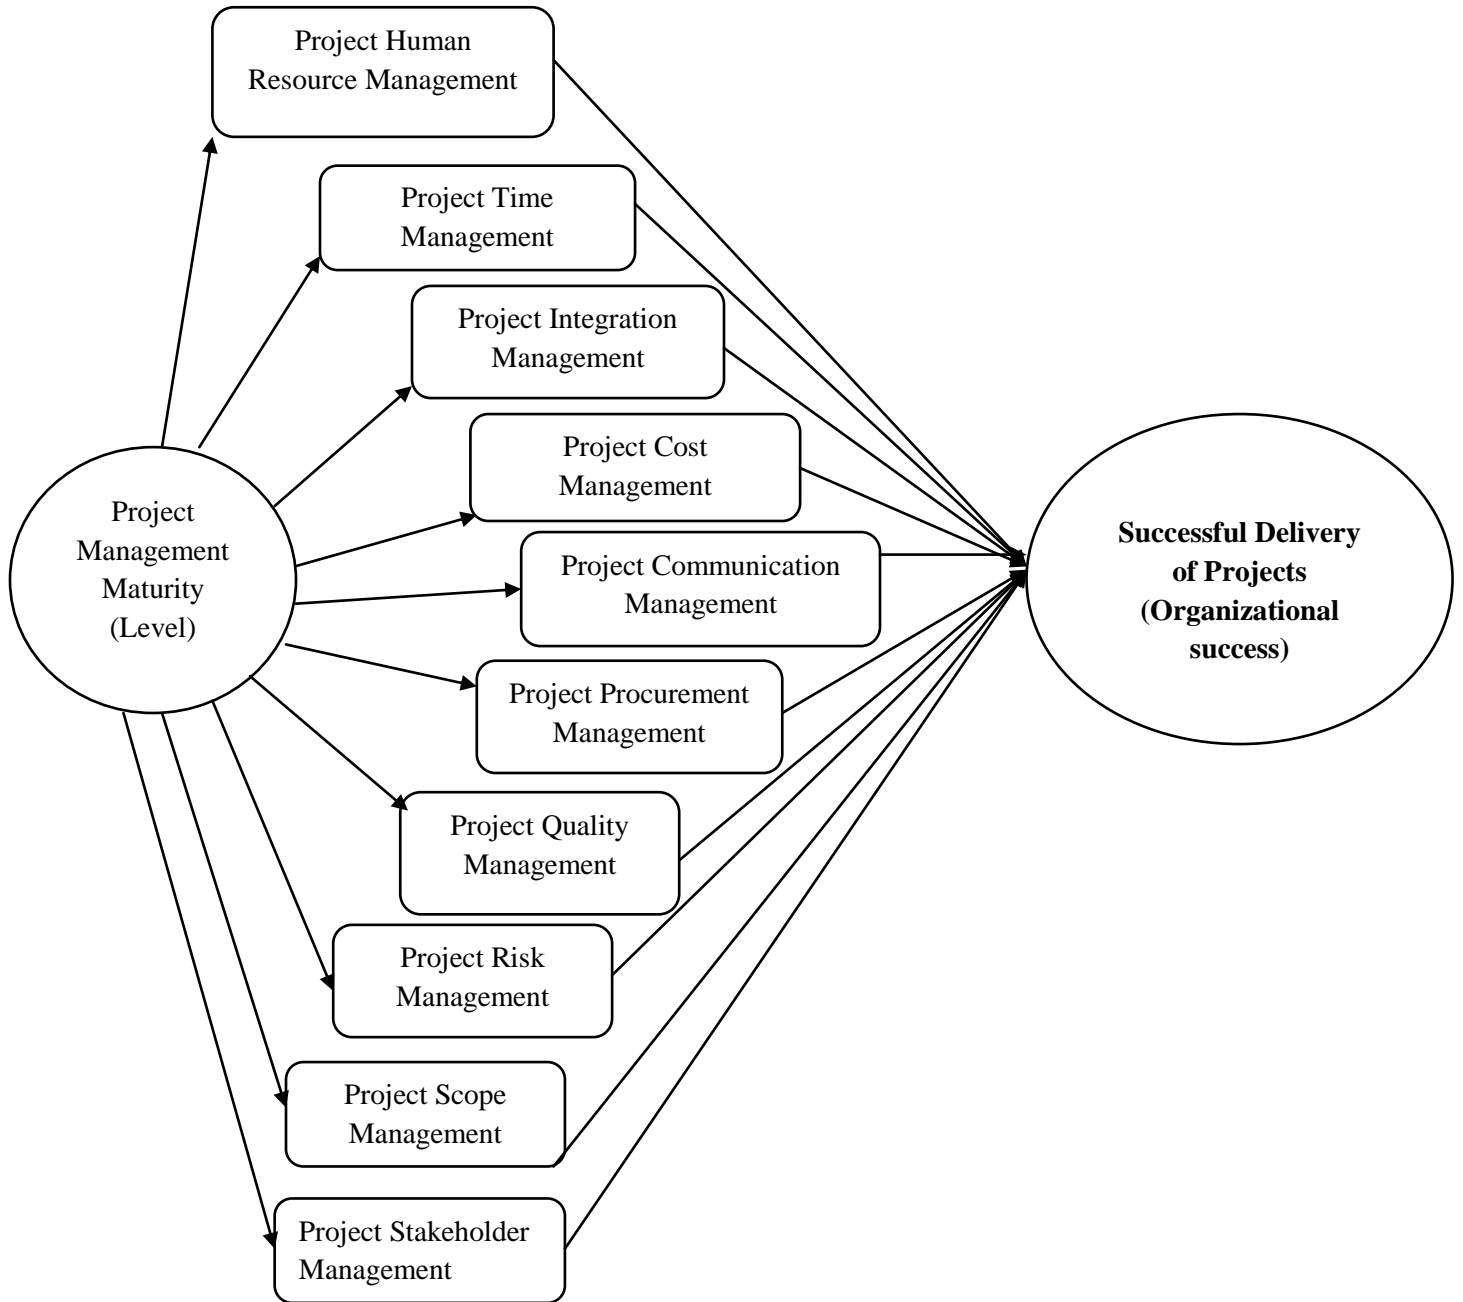 Project Human
Resource Management
Project Time
Management
Project Integration
Management
Project Cost
Management
Project
Management
Maturity
(Level)
Project Communication
Management
Successful Delivery
of Projects
(Organizational
success)
Project Procurement
Management
Project Quality
Management
Project Risk
Management
Project Scope
Management
Project Stakeholder
Management